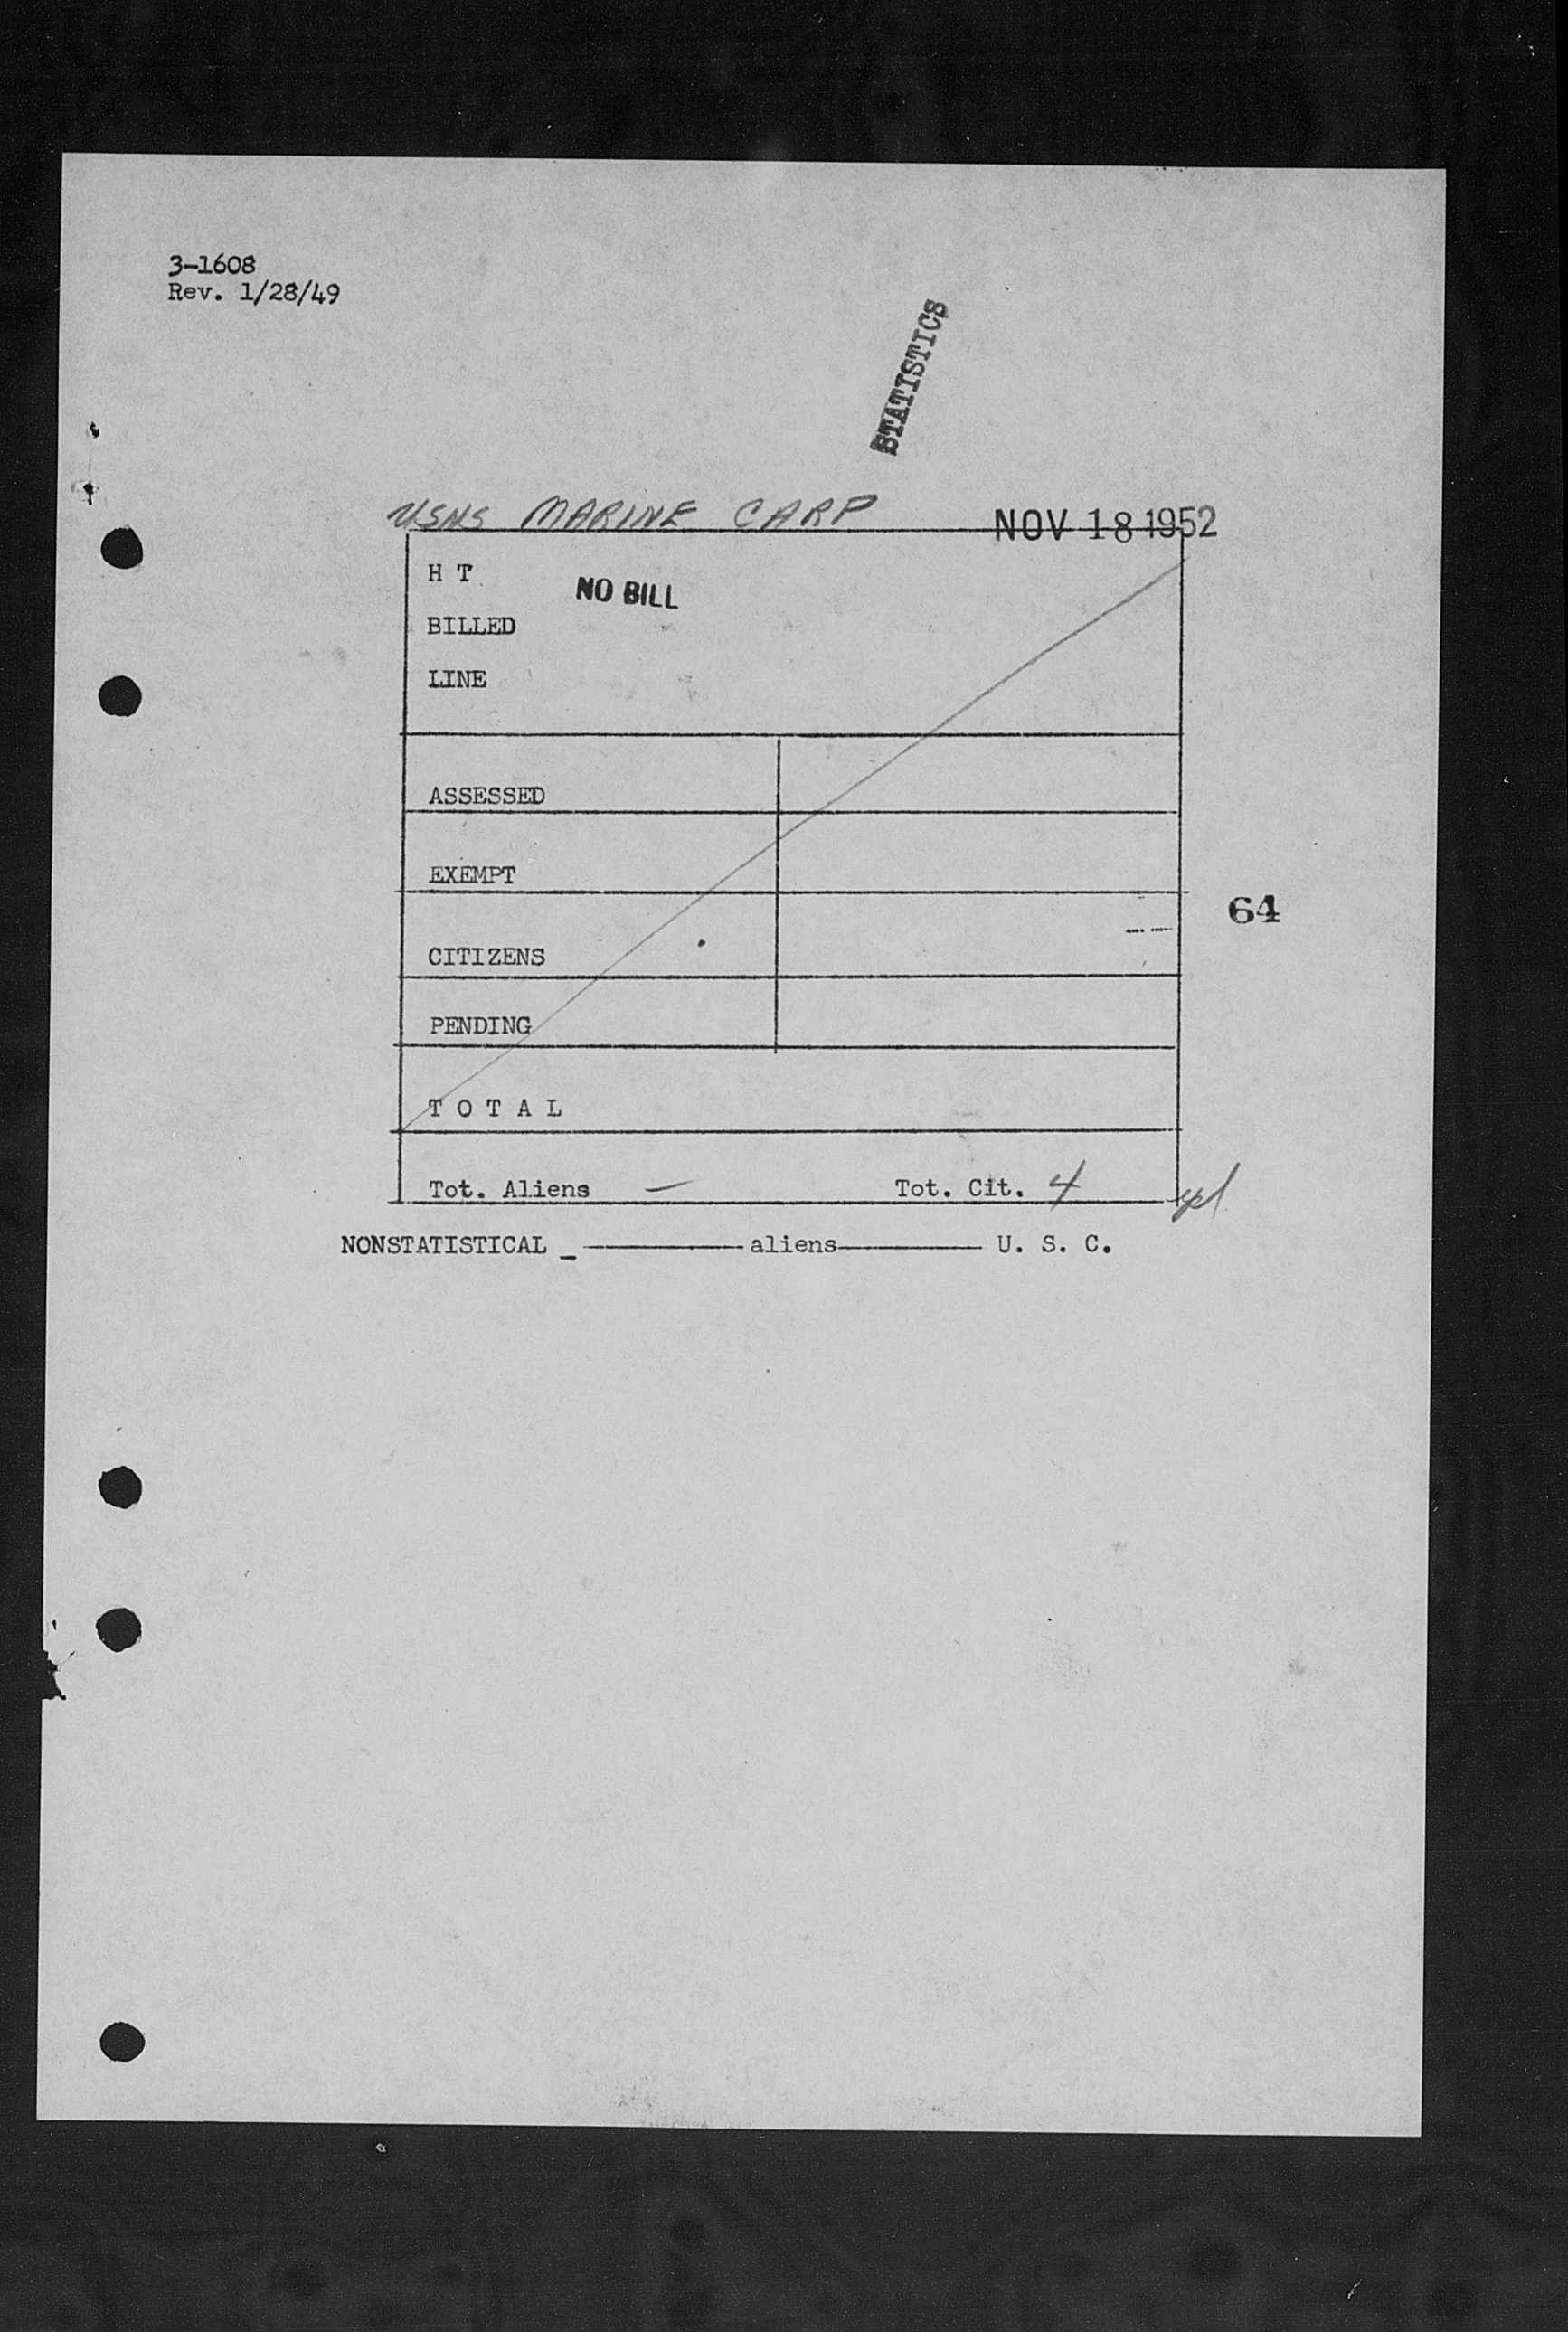 3-1608
Rev. 1/28/49
STATISTICS
USNS MARINE CARP NOV 18 1952
H T
NO BILL
BILLED
LINE
ASSESSED
EXEMPT
64
CITIZENS
PENDING
T O T A L
Tot. Aliens — Tot. Cit. 4
NONSTATISTICAL _ aliens U. S. C.